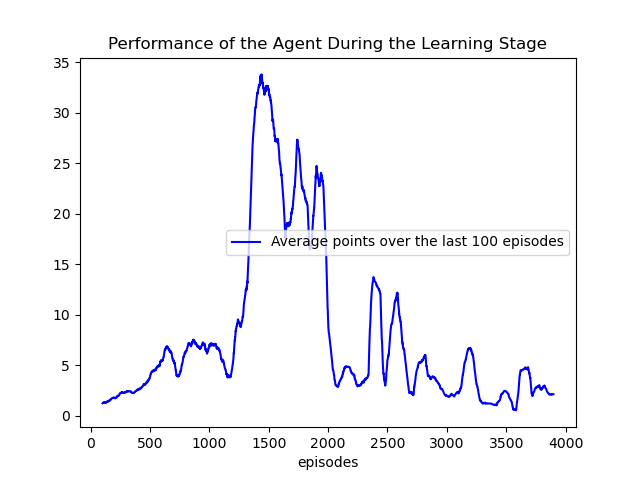 Performance of the Agent During the Learning Stage
35
30
25
20
15
10
5
0
Average points over the last 100 episodes
0 500 1000 1500 2000 2500 3000 3500 4000
episodes